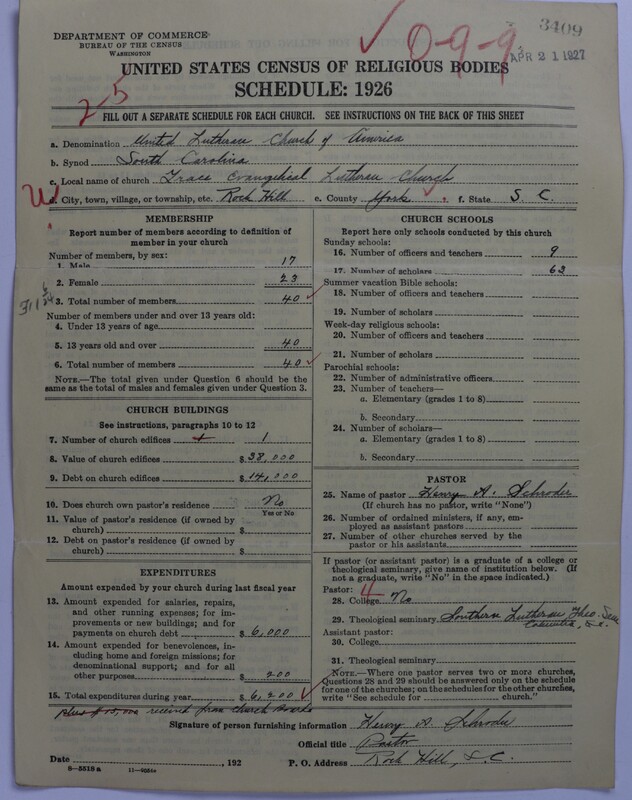 3409
DEPARTMENT OF COMMERCE
BUREAU OF THE CENSUS
WASHINGTON
0-9-9
APR 21 1927
UNITED STATES CENSUS OF RELIGIOUS BODIES
SCHEDULE: 1926
25
FILL OUT A SEPARATE SCHEDULE FOR EACH CHURCH. SEE INSTRUCTIONS ON THE BACK OF THIS SHEET
a. Denomination United Lutheran Church of America
b. Synod South Carolina
c. Local name of church Grace Evangelical Lutheran Church
W
d. City, town, village, or township, etc. Rock Hill e. County York f. State S. C.
MEMBERSHIP
Report number of members according to definition of
member in your church
Number of members, by sex:
1. Male 17
2. Female 23
3. Total number of members 40
Number of members under and over 13 years old:
4. Under 13 years of age
5. 13 years old and over 40
6. Total number of members 40
NOTE.—The total given under Question 6 should be the
same as the total of males and females given under Question 3.
CHURCH BUILDINGS
See instructions, paragraphs 10 to 12
7. Number of church edifices 1
8. Value of church edifices $ 38,000
9. Debt on church edifices $ 14,000
10. Does church own pastor's residence No
Yes or No
11. Value of pastor's residence (if owned by
church) $
12. Debt on pastor's residence (if owned by
church) $
EXPENDITURES
Amount expended by your church during last fiscal year
13. Amount expended for salaries, repairs,
and other running expenses; for im-
provements or new buildings; and for
payments on church debt $ 6,000
14. Amount expended for benevolences, in-
cluding home and foreign missions; for
denominational support; and for all
other purposes $ 200
15. Total expenditures during year $ 6,200
received from Church Boards
CHURCH SCHOOLS
Report here only schools conducted by this church
Sunday schools:
16. Number of officers and teachers 9
17. Number of scholars 62
Summer vacation Bible schools:
18. Number of officers and teachers
19. Number of scholars
Week-day religious schools:
20. Number of officers and teachers
21. Number of scholars
Parochial schools:
22. Number of administrative officers
23. Number of teachers—
a. Elementary (grades 1 to 8)
b. Secondary
24. Number of scholars—
a. Elementary (grades 1 to 8)
b. Secondary
PASTOR
25. Name of pastor Henry A. Schroder
(If church has no pastor, write "None")
26. Number of ordained ministers, if any, em-
ployed as assistant pastors
27. Number of other churches served by the
pastor or his assistants
If pastor (or assistant pastor) is a graduate of a college or
theological seminary, give name of institution below. (If
not a graduate, write "No" in the space indicated.)
Pastor: 4
28. College No
29. Theological seminary Southern Lutheran Theo. Sem
Columbia, S.C.
Assistant pastor:
30. College
31. Theological seminary
NOTE.—Where one pastor serves two or more churches,
Questions 28 and 29 should be answered only on the schedule
for one of the churches; on the schedules for the other churches,
write "See schedule for church."
Signature of person furnishing information Henry A. Schroder
Official title Pastor
Date , 192 P. O. Address Rock Hill, S.C.
8—5518 a